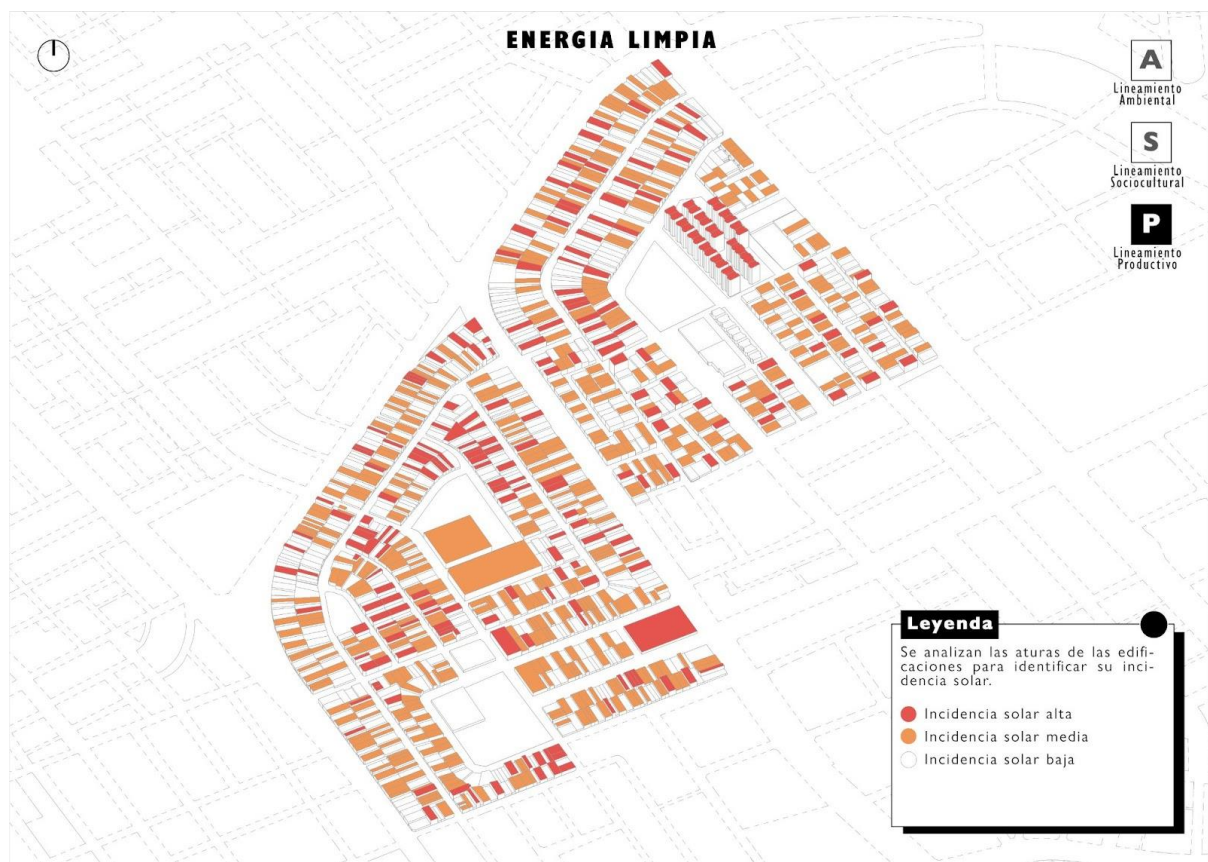 ENERGIA LIMPIA
A
Lineamiento
Ambiental
S
Lineamiento
Sociocultural
P
Lineamiento
Productivo
Leyenda
Se analizan las aturas de las edifi-
caciones para identificar su inci-
dencia solar.
Incidencia solar alta
Incidencia solar media
Incidencia solar baja